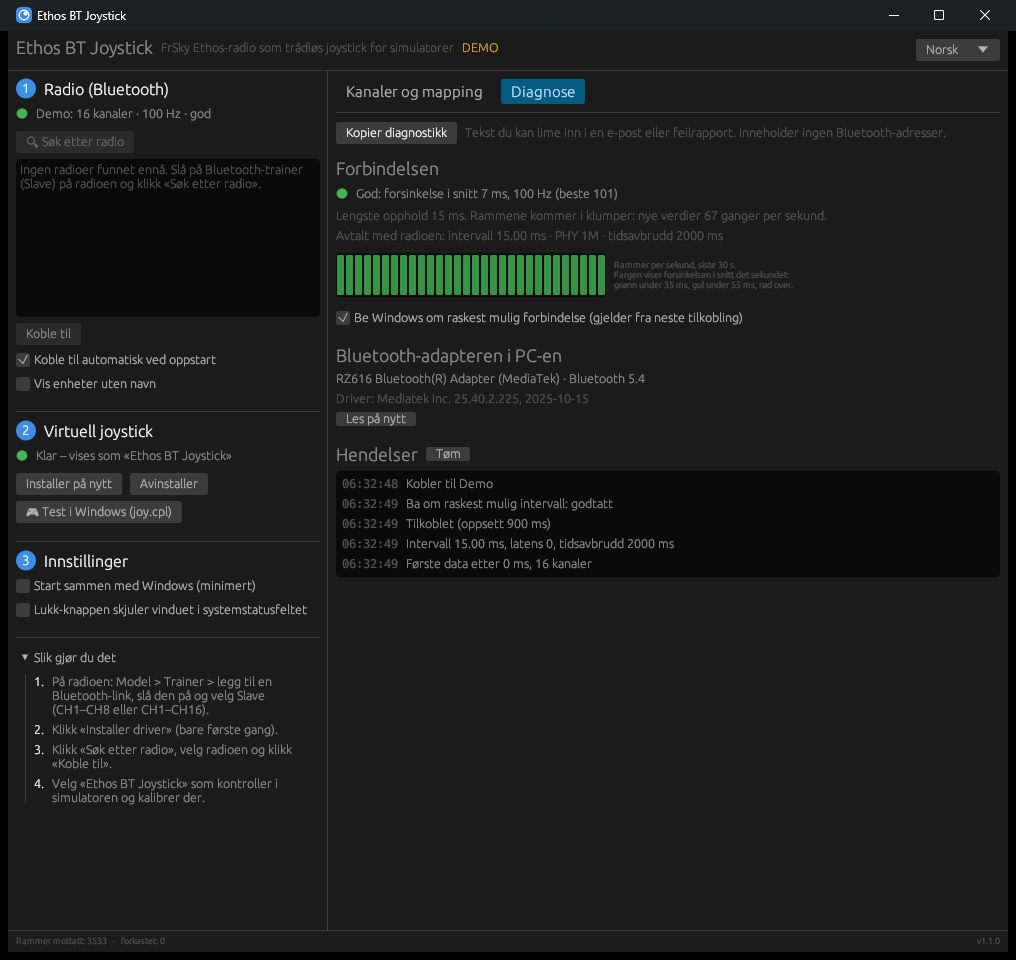 Ethos BT Joystick
Ethos BT Joystick FrSky Ethos-radio som trådløs joystick for simulatorer DEMO
Norsk
1 Radio (Bluetooth)
Demo: 16 kanaler · 100 Hz · god
Søk etter radio
Ingen radioer funnet ennå. Slå på Bluetooth-trainer
(Slave) på radioen og klikk «Søk etter radio».
Koble til
Koble til automatisk ved oppstart
Vis enheter uten navn
2 Virtuell joystick
Klar – vises som «Ethos BT Joystick»
Installer på nytt Avinstaller
Test i Windows (joy.cpl)
3 Innstillinger
Start sammen med Windows (minimert)
Lukk-knappen skjuler vinduet i systemstatusfeltet
Slik gjør du det
1. På radioen: Model > Trainer > legg til en
Bluetooth-link, slå den på og velg Slave
(CH1–CH8 eller CH1–CH16).
2. Klikk «Installer driver» (bare første gang).
3. Klikk «Søk etter radio», velg radioen og klikk
«Koble til».
4. Velg «Ethos BT Joystick» som kontroller i
simulatoren og kalibrer der.
Kanaler og mapping Diagnose
Kopier diagnostikk Tekst du kan lime inn i en e-post eller feilrapport. Inneholder ingen Bluetooth-adresser.
Forbindelsen
God: forsinkelse i snitt 7 ms, 100 Hz (beste 101)
Lengste opphold 15 ms. Rammene kommer i klumper: nye verdier 67 ganger per sekund.
Avtalt med radioen: intervall 15.00 ms · PHY 1M · tidsavbrudd 2000 ms
Rammer per sekund, siste 30 s.
Fargen viser forsinkelsen i snitt det sekundet:
grønn under 35 ms, gul under 55 ms, rød over.
Be Windows om raskest mulig forbindelse (gjelder fra neste tilkobling)
Bluetooth-adapteren i PC-en
RZ616 Bluetooth(R) Adapter (MediaTek) · Bluetooth 5.4
Driver: Mediatek Inc. 25.40.2.225, 2025-10-15
Les på nytt
Hendelser Tøm
06:32:48 Kobler til Demo
06:32:49 Ba om raskest mulig intervall: godtatt
06:32:49 Tilkoblet (oppsett 900 ms)
06:32:49 Intervall 15.00 ms, latens 0, tidsavbrudd 2000 ms
06:32:49 Første data etter 0 ms, 16 kanaler
Rammer mottatt: 3533 · forkastet: 0
v1.1.0